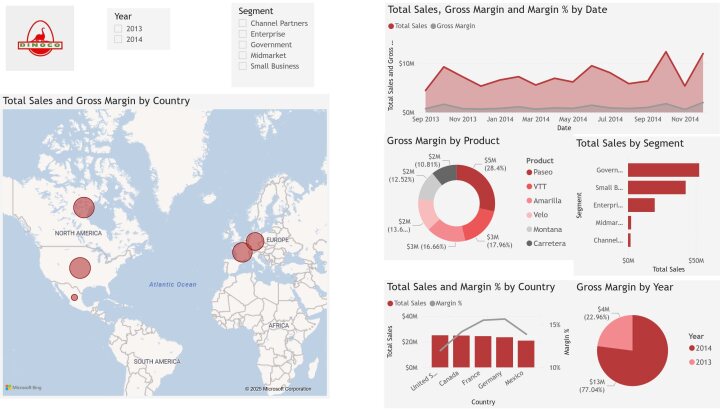 DINOCO
Year
2013
2014
Segment
Channel Partners
Enterprise
Government
Midmarket
Small Business
Total Sales and Gross Margin by Country
NORTH AMERICA
EUROPE
Atlantic Ocean
AFRICA
SOUTH AMERICA
Microsoft Bing
© 2025 Microsoft Corporation
Total Sales, Gross Margin and Margin % by Date
Total Sales Gross Margin
Total Sales and Gross ...
$10M
$0M
Sep 2013 Nov 2013 Jan 2014 Mar 2014 May 2014 Jul 2014 Sep 2014 Nov 2014
Date
Gross Margin by Product
$2M
(10.81%)
$5M
(28.4%)
$2M
(12.52%)
$2M
(13.6...
$3M (16.66%)
$3M
(17.96%)
Product
Paseo
VTT
Amarilla
Velo
Montana
Carretera
Total Sales by Segment
Segment
Govern...
Small B...
Enterpri...
Midmar...
Channel...
$0M $50M
Total Sales
Total Sales and Margin % by Country
Total Sales Margin %
Total Sales
$40M
$20M
$0M
15%
10%
Margin %
United S... Canada France Germany Mexico
Country
Gross Margin by Year
$4M
(22.96%)
$13M
(77.04%)
Year
2014
2013